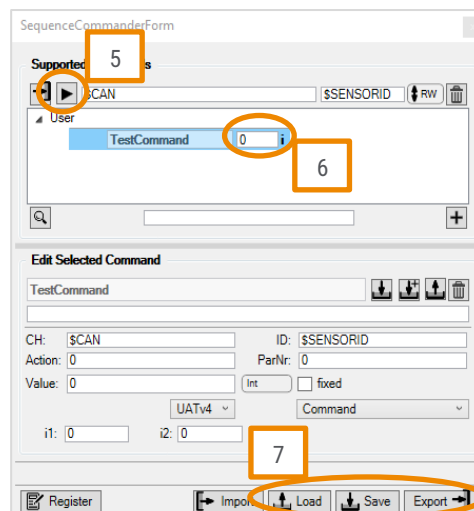 SequenceCommanderForm
5
$CAN $SENSORID RW
User
TestCommand 0 i
6
Edit Selected Command
TestCommand
CH: $CAN ID: $SENSORID
Action: 0 ParNr: 0
Value: 0 Int fixed
UATv4 Command
i1: 0 i2: 0
7
Register Import Load Save Export